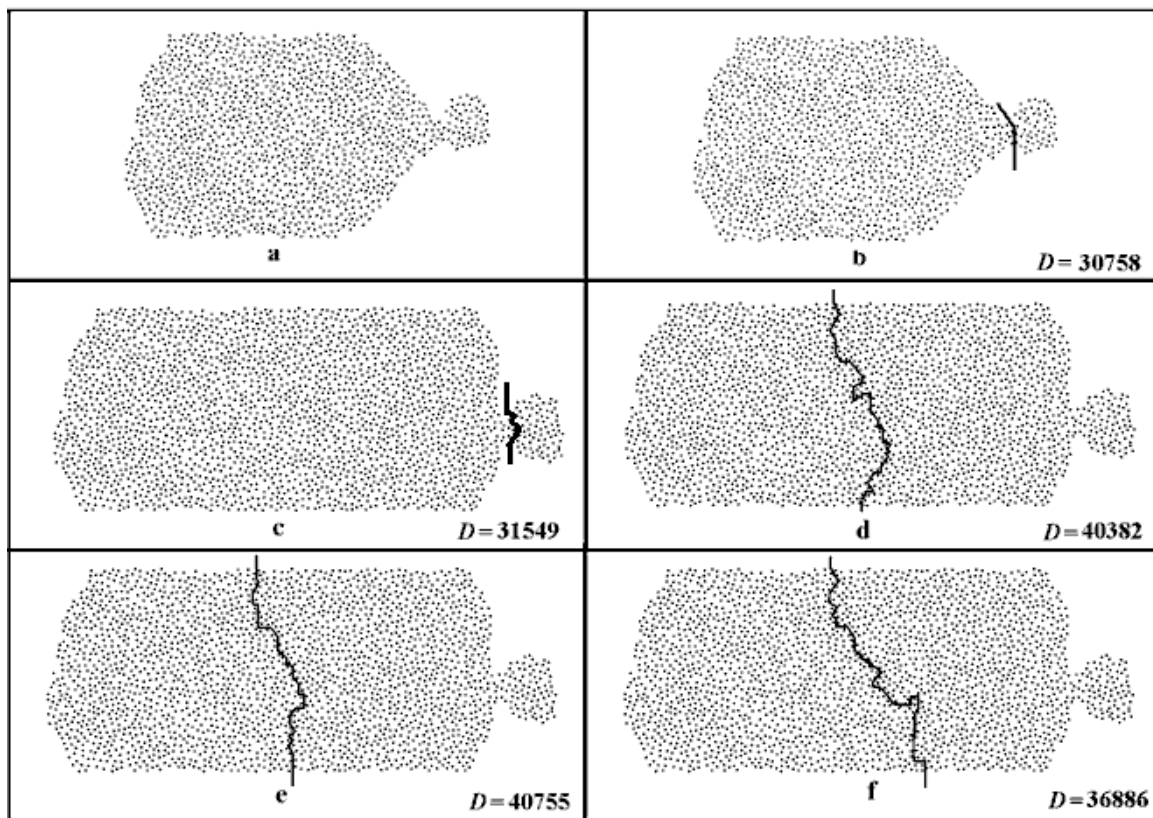 a
b
D = 30758
c
D = 31549
d
D = 40382
e
D = 40755
f
D = 36886